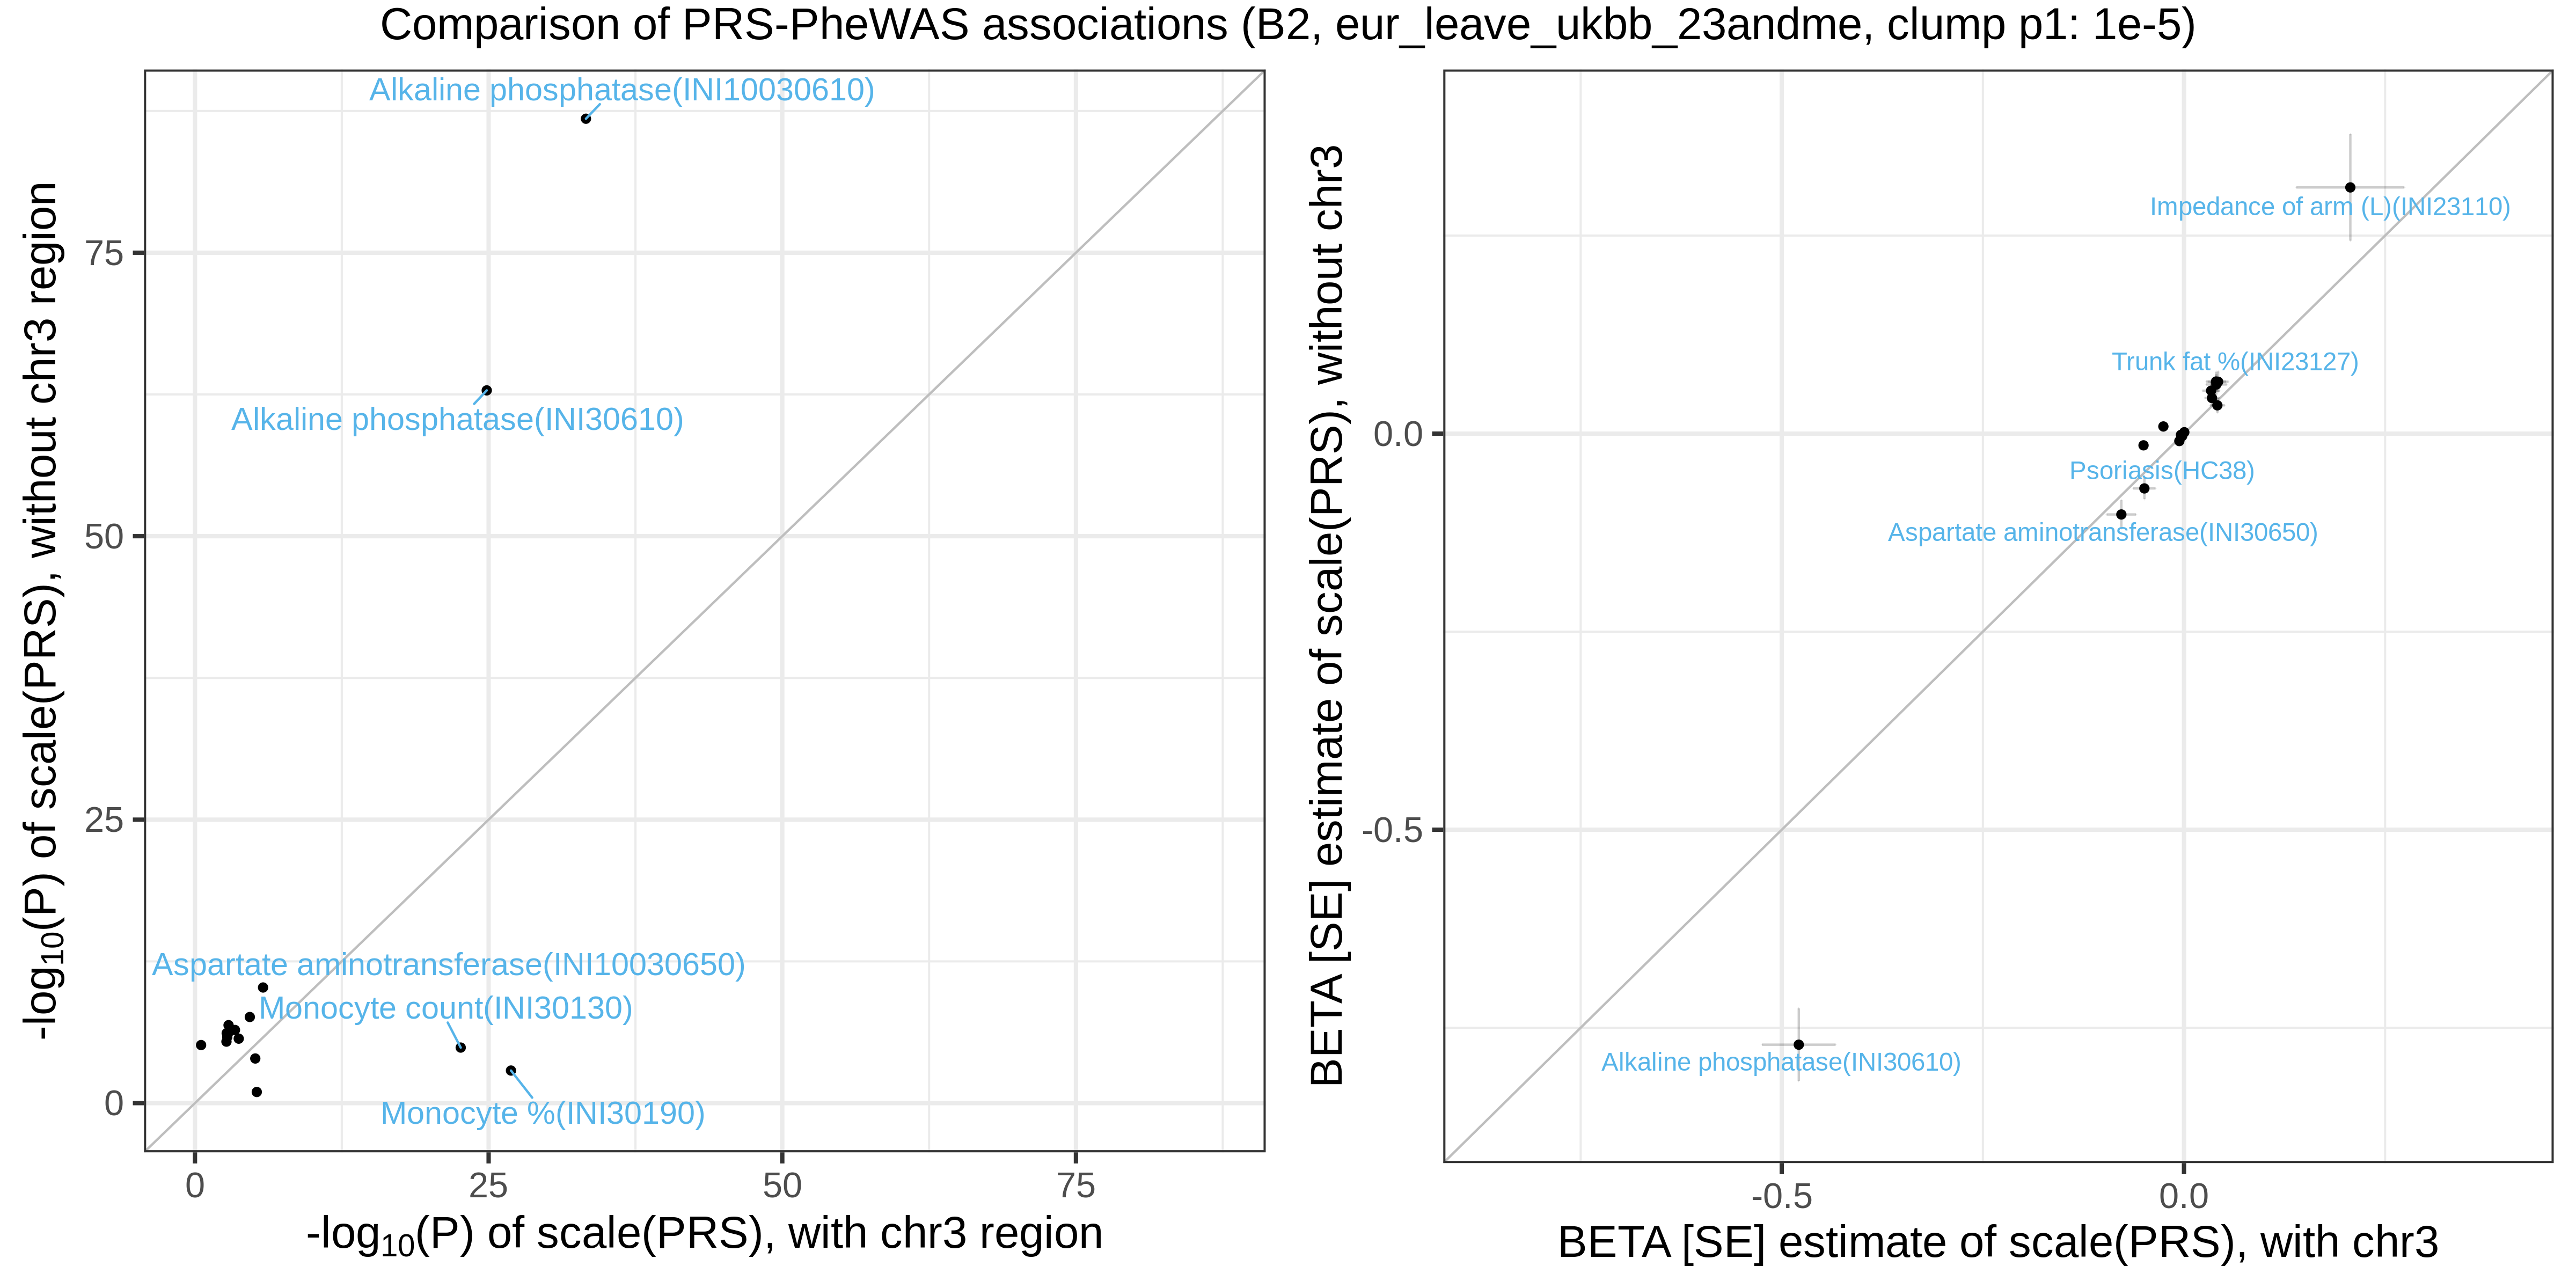 Comparison of PRS-PheWAS associations (B2, eur_leave_ukbb_23andme, clump p1: 1e-5)
-log10(P) of scale(PRS), without chr3 region
75
50
25
0
Alkaline phosphatase(INI10030610)
Alkaline phosphatase(INI30610)
Aspartate aminotransferase(INI10030650)
Monocyte count(INI30130)
Monocyte %(INI30190)
0 25 50 75
-log10(P) of scale(PRS), with chr3 region
BETA [SE] estimate of scale(PRS), without chr3
0.0
-0.5
Impedance of arm (L)(INI23110)
Trunk fat %(INI23127)
Psoriasis(HC38)
Aspartate aminotransferase(INI30650)
Alkaline phosphatase(INI30610)
-0.5 0.0
BETA [SE] estimate of scale(PRS), with chr3